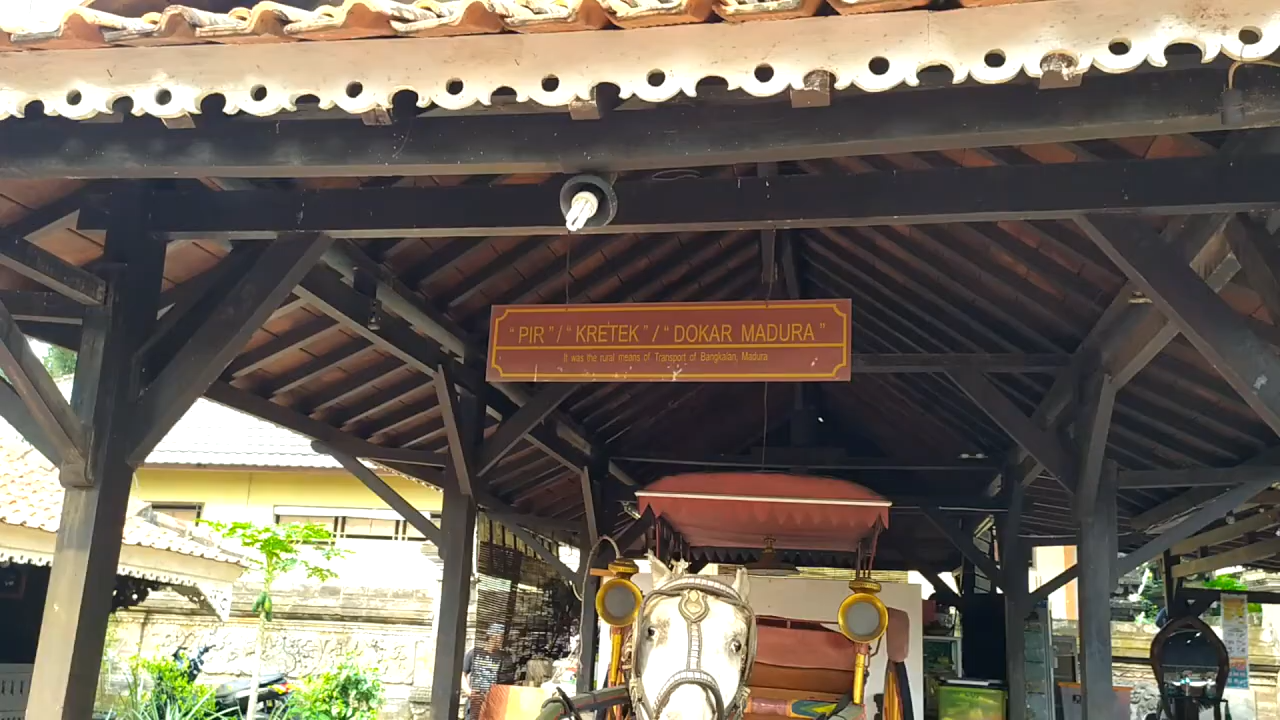 “PIR”/“KRETEK”/“DOKAR MADURA”
It was the rural means of Transport of Bangkalan, Madura